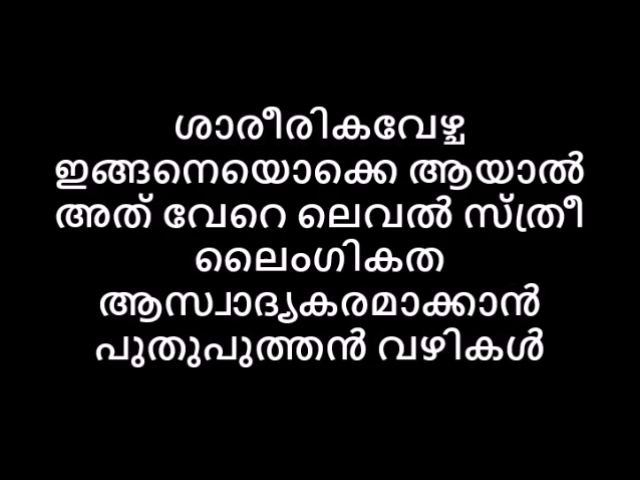 ശാരീരികവേഴ്ച
ഇങ്ങനെയൊക്കെ ആയാൽ
അത് വേറെ ലെവൽ സ്ത്രീ
ലൈംഗികത
ആസ്വാദ്യകരമാക്കാൻ
പുതുപുത്തൻ വഴികൾ